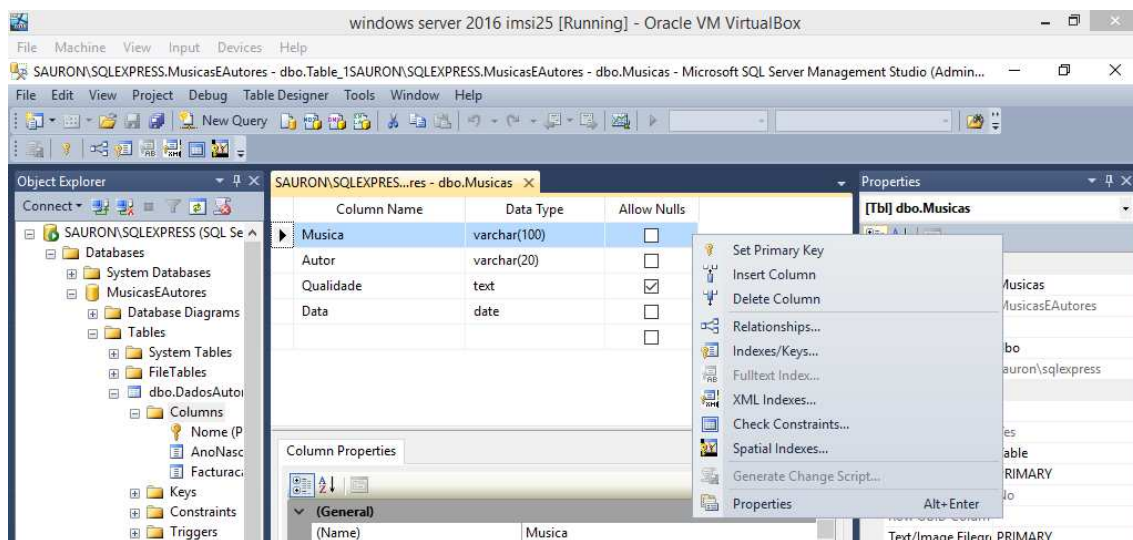 windows server 2016 imsi25 [Running] - Oracle VM VirtualBox
File Machine View Input Devices Help
SAURON\SQLEXPRESS.MusicasEAutores - dbo.Table_1SAURON\SQLEXPRESS.MusicasEAutores - dbo.Musicas - Microsoft SQL Server Management Studio (Admin...
File Edit View Project Debug Table Designer Tools Window Help
New Query
Object Explorer
Connect
SAURON\SQLEXPRESS (SQL Se
Databases
System Databases
MusicasEAutores
Database Diagrams
Tables
System Tables
FileTables
dbo.DadosAutor
Columns
Nome (P
AnoNasc
Facturaca
Keys
Constraints
Triggers
SAURON\SQLEXPRES...res - dbo.Musicas
Column Name Data Type Allow Nulls
Musica varchar(100)
Autor varchar(20)
Qualidade text
Data date
Column Properties
(General)
(Name) Musica
Set Primary Key
Insert Column
Delete Column
Relationships...
Indexes/Keys...
Fulltext Index...
XML Indexes...
Check Constraints...
Spatial Indexes...
Generate Change Script...
Properties Alt+Enter
Properties
[Tbl] dbo.Musicas
Musicas
MusicasEAutores
dbo
sauron\sqlexpress
PRIMARY
Text/Image Filegr PRIMARY